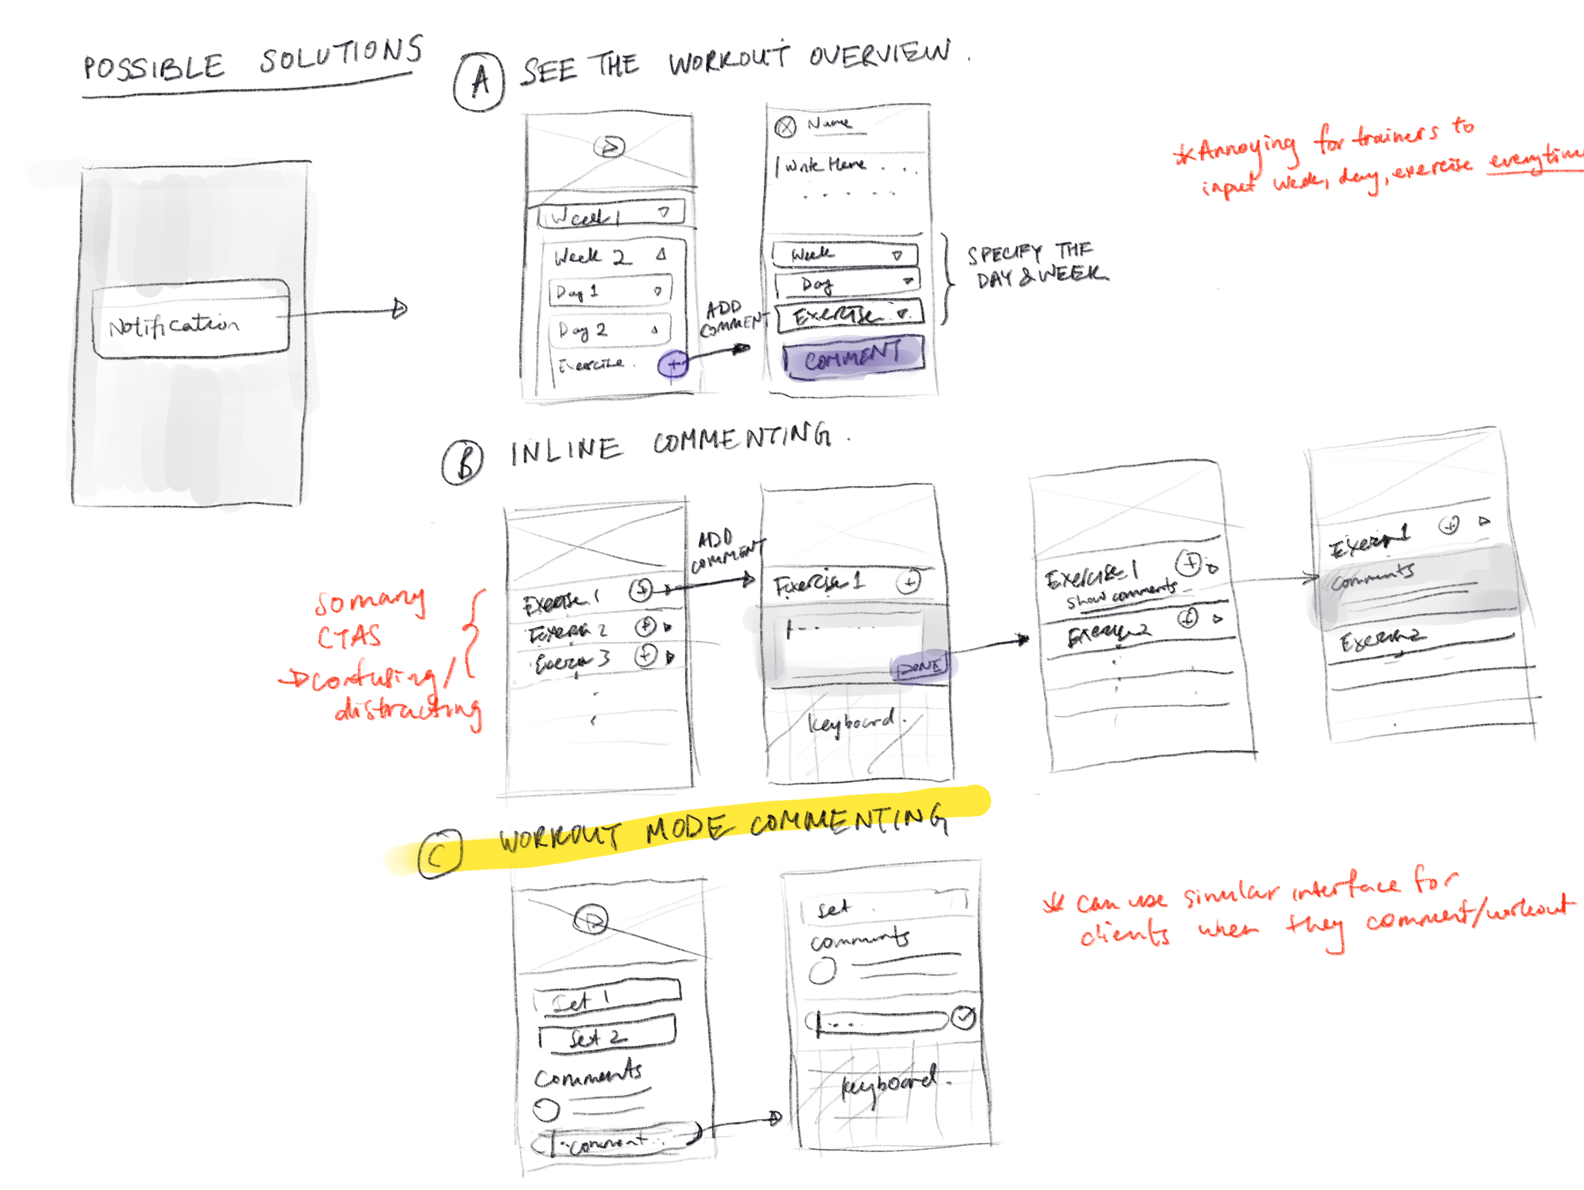 POSSIBLE SOLUTIONS
Notification
A SEE THE WORKOUT OVERVIEW.
Week 1
Week 2
Day 1
Day 2
Exercise.
+
ADD
COMMENT
Name
Write Here . . .
Week
Day
Exercise
COMMENT
SPECIFY THE
DAY & WEEK
* Annoying for trainers to
input week, day, exercise everytime
B INLINE COMMENTING.
So many
CTAS
→ confusing/
distracting
Exercise 1 +
Exercise 2 +
Exercise 3 +
ADD
COMMENT
Exercise 1 +
DONE
Keyboard.
Exercise 1 +
show comments
Exercise 2 +
Exercise 1 +
comments
Exercise 2
C WORKOUT MODE COMMENTING
Set 1
Set 2
Comments
comment...
Set
comments
Keyboard.
* can use similar interface for
clients when they comment/workout